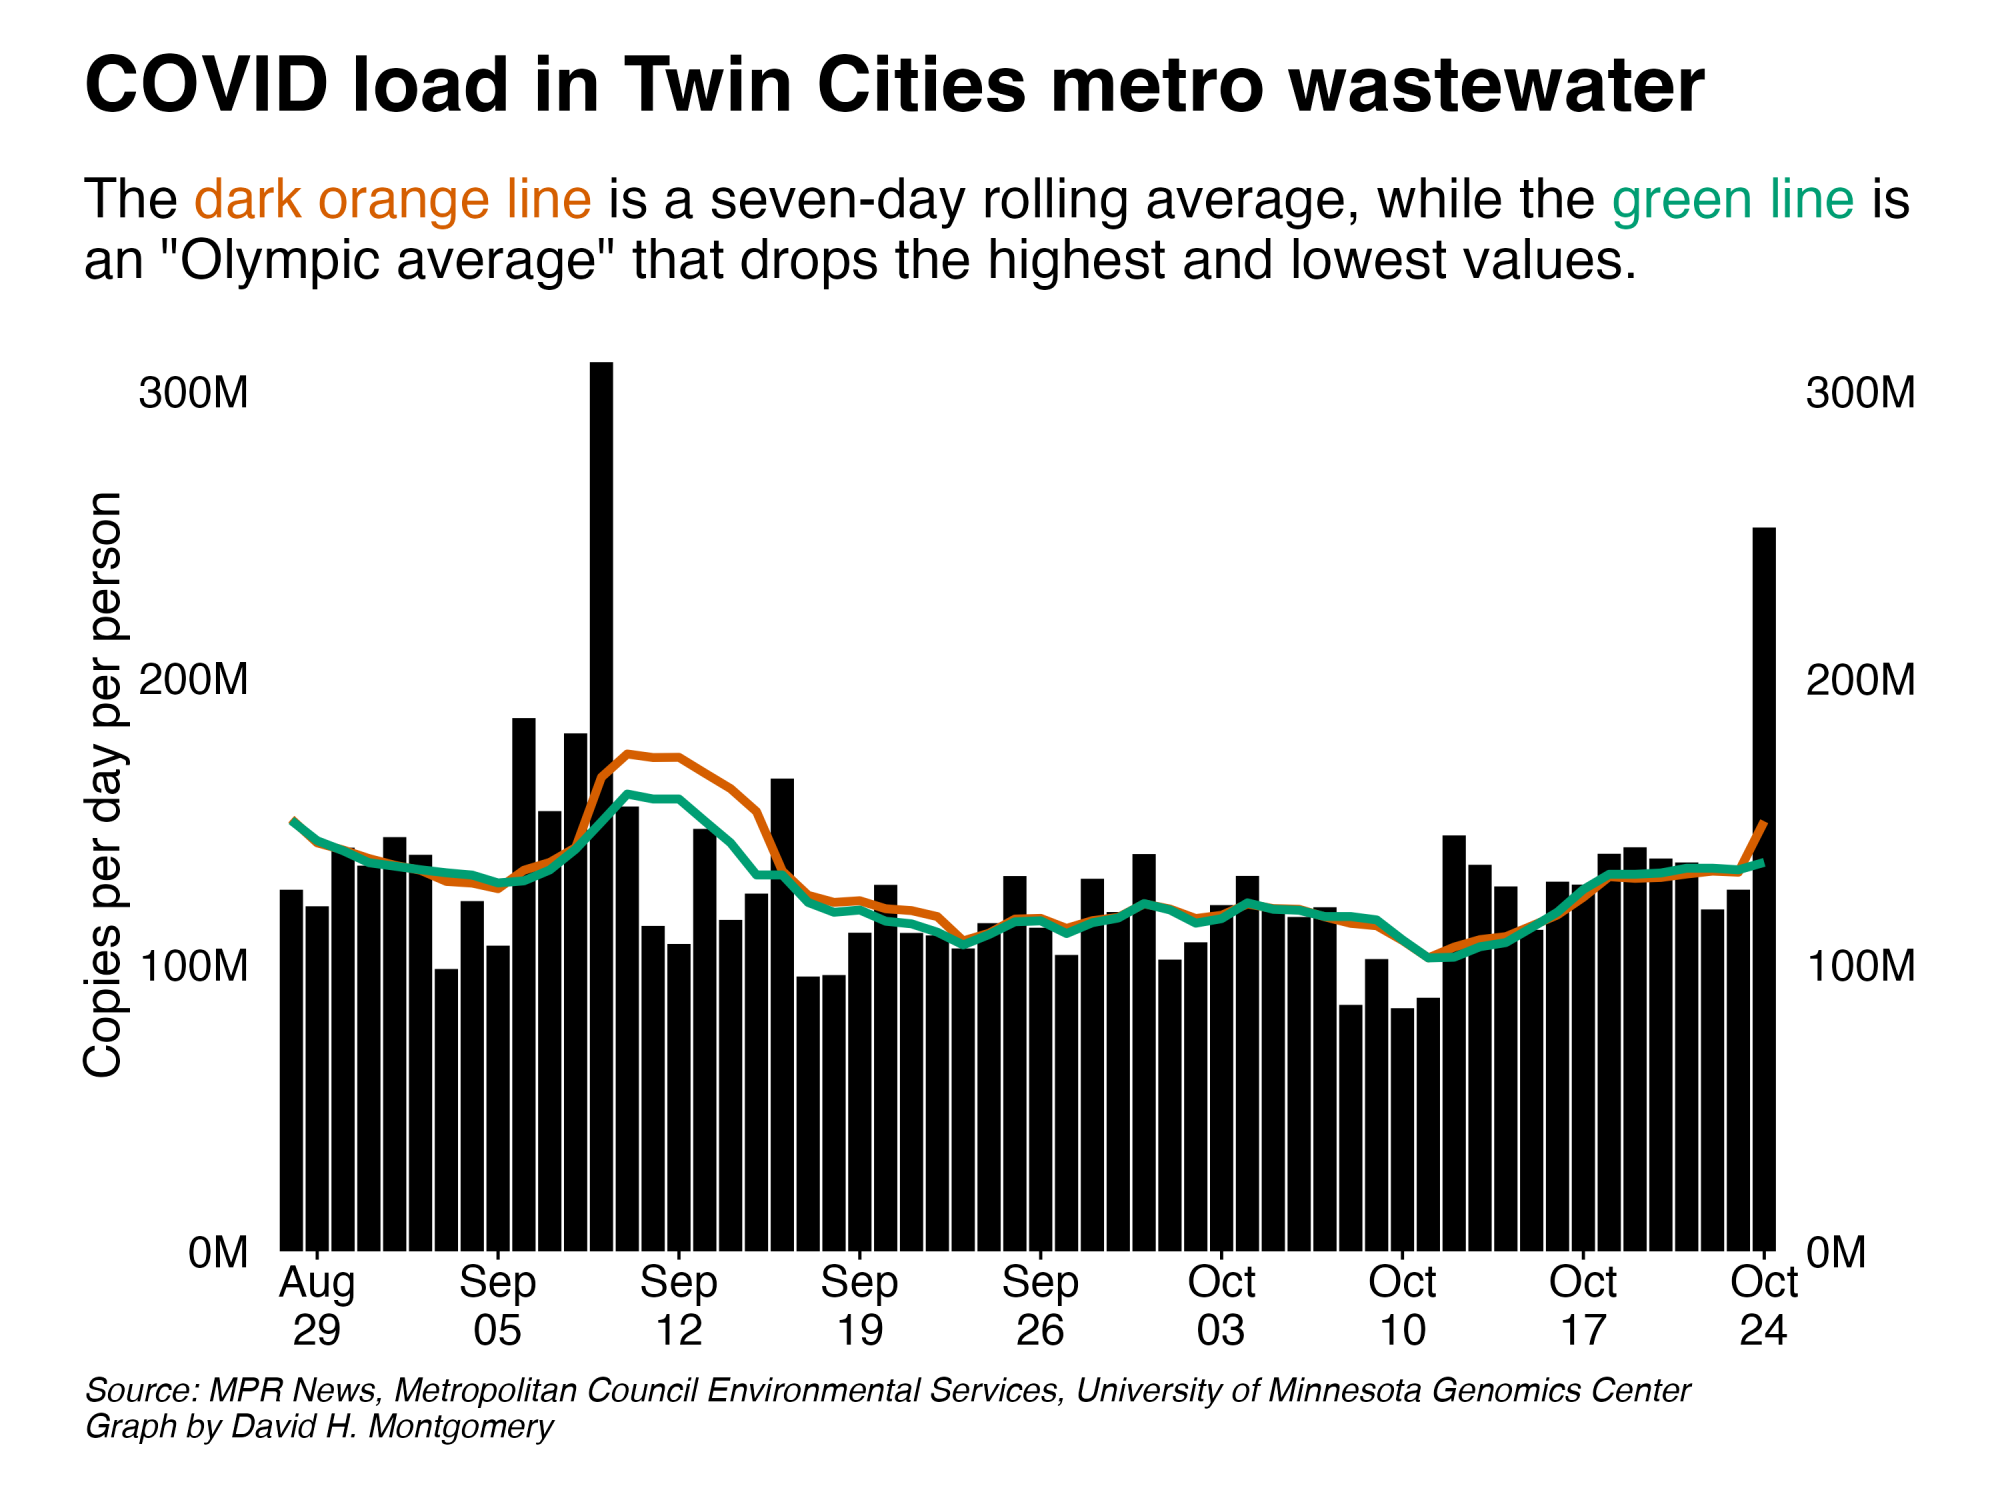 COVID load in Twin Cities metro wastewater
The dark orange line is a seven-day rolling average, while the green line is
an "Olympic average" that drops the highest and lowest values.
Copies per day per person
300M
200M
100M
0M
300M
200M
100M
0M
Aug
29
Sep
05
Sep
12
Sep
19
Sep
26
Oct
03
Oct
10
Oct
17
Oct
24
Source: MPR News, Metropolitan Council Environmental Services, University of Minnesota Genomics Center
Graph by David H. Montgomery